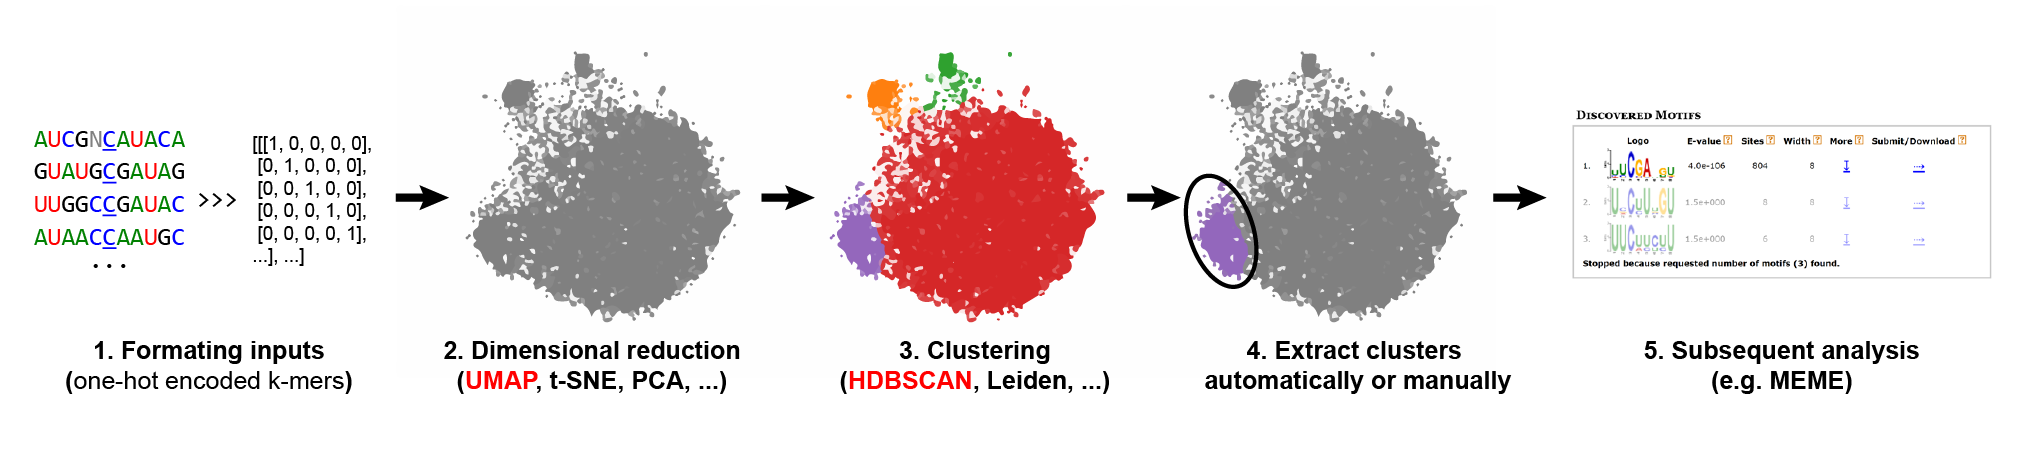 AUCGNCAUACA
GUAUGCGAUAG
UUGGCCGAUAC
AUAACCAAUGC
...
>>>
[[[1, 0, 0, 0, 0],
[0, 1, 0, 0, 0],
[0, 0, 1, 0, 0],
[0, 0, 0, 1, 0],
[0, 0, 0, 0, 1],
...], ...]
1. Formating inputs
(one-hot encoded k-mers)
2. Dimensional reduction
(UMAP, t-SNE, PCA, ...)
3. Clustering
(HDBSCAN, Leiden, ...)
4. Extract clusters
automatically or manually
DISCOVERED MOTIFS
Logo E-value ? Sites ? Width ? More ? Submit/Download ?
1. UUCGA GU 4.0e-106 804 8
2. 1.5e+000 8 8
3. 1.5e+000 6 8
Stopped because requested number of motifs (3) found.
5. Subsequent analysis
(e.g. MEME)